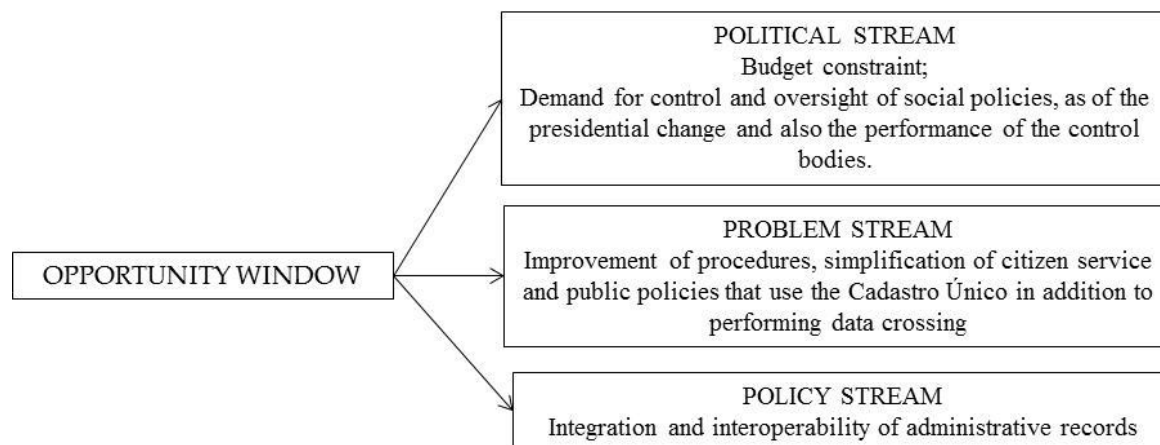 POLITICAL STREAM
Budget constraint;
Demand for control and oversight of social policies, as of the
presidential change and also the performance of the control
bodies.
OPPORTUNITY WINDOW
PROBLEM STREAM
Improvement of procedures, simplification of citizen service
and public policies that use the Cadastro Único in addition to
performing data crossing
POLICY STREAM
Integration and interoperability of administrative records